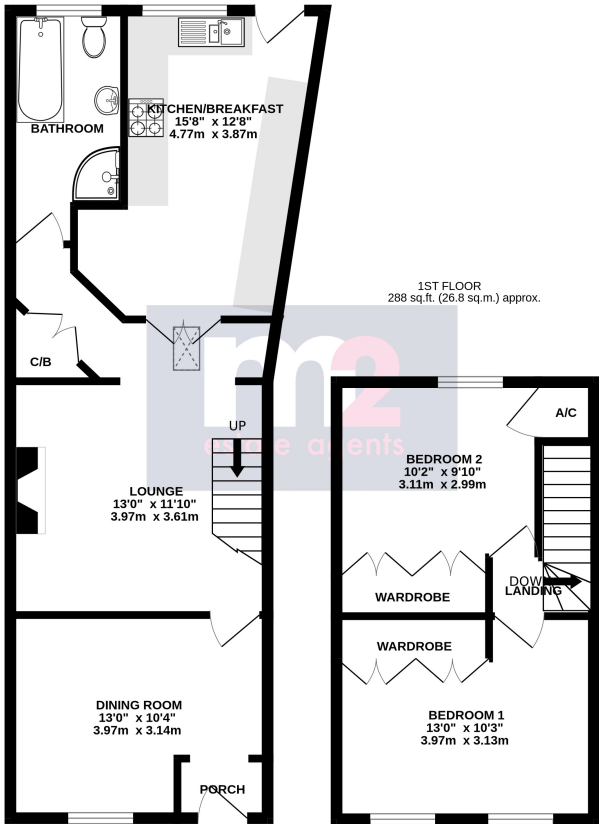 BATHROOM
KITCHEN/BREAKFAST
15'8" x 12'8"
4.77m x 3.87m
C/B
1ST FLOOR
288 sq.ft. (26.8 sq.m.) approx.
m2
estate agents
UP
LOUNGE
13'0" x 11'10"
3.97m x 3.61m
DINING ROOM
13'0" x 10'4"
3.97m x 3.14m
PORCH
A/C
BEDROOM 2
10'2" x 9'10"
3.11m x 2.99m
WARDROBE
DOWN
LANDING
WARDROBE
BEDROOM 1
13'0" x 10'3"
3.97m x 3.13m